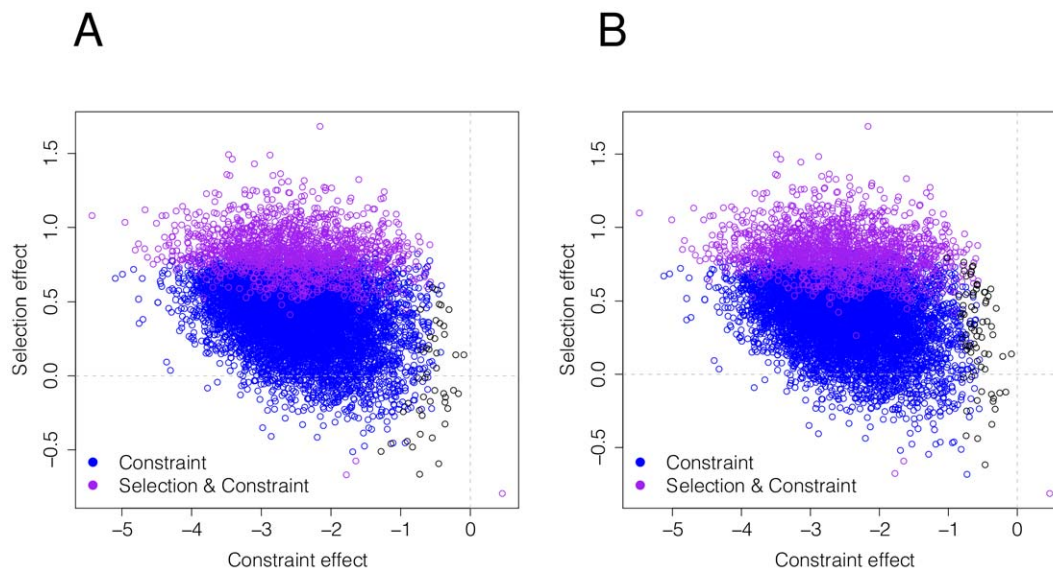 A
B
1.5
1.0
0.5
0.0
−0.5
Selection effect
Constraint
Selection & Constraint
−5 −4 −3 −2 −1 0
Constraint effect
1.5
1.0
0.5
0.0
−0.5
Selection effect
Constraint
Selection & Constraint
−5 −4 −3 −2 −1 0
Constraint effect